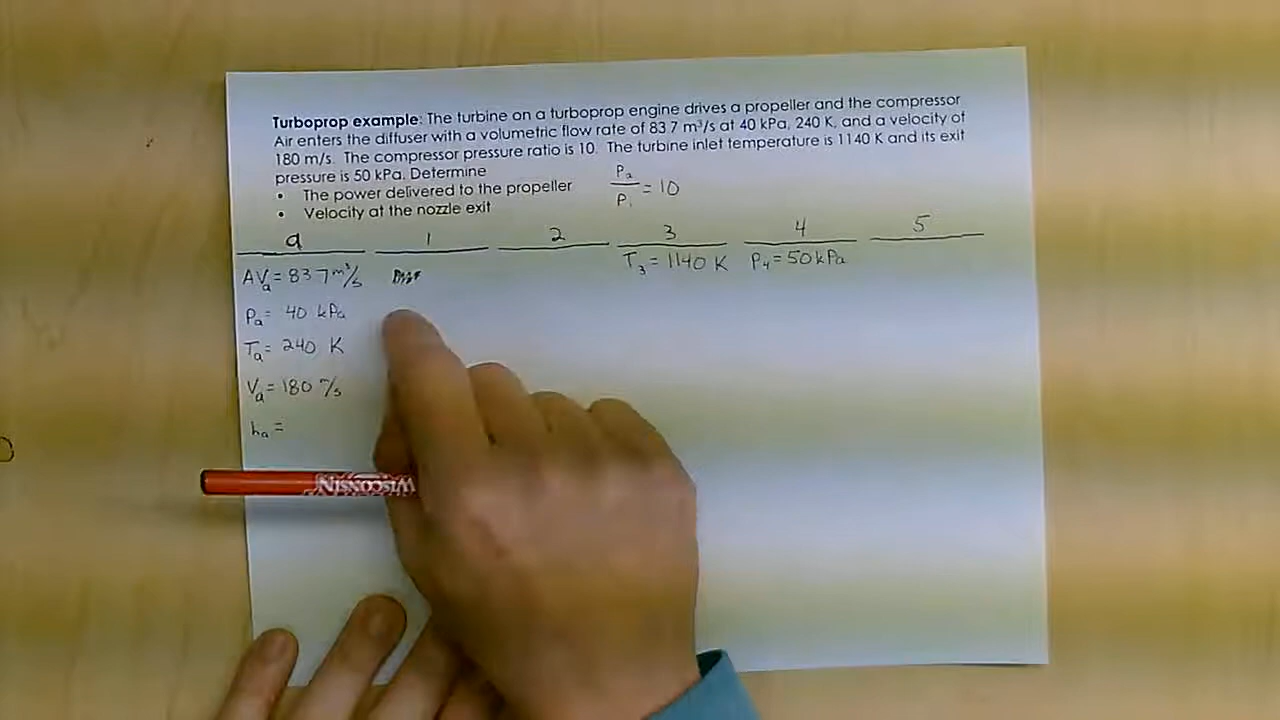 Turboprop example: The turbine on a turboprop engine drives a propeller and the compressor
Air enters the diffuser with a volumetric flow rate of 83 7 m³/s at 40 kPa, 240 K, and a velocity of
180 m/s. The compressor pressure ratio is 10. The turbine inlet temperature is 1140 K and its exit
pressure is 50 kPa. Determine
• The power delivered to the propeller
• Velocity at the nozzle exit
P₂/P₁ = 10
a 1 2 3 4 5
AVₐ = 83 7 m³/s
T₃ = 1140 K P₄ = 50 kPa
Pₐ = 40 kPa
Tₐ = 240 K
Vₐ = 180 m/s
hₐ =
WISCONSIN